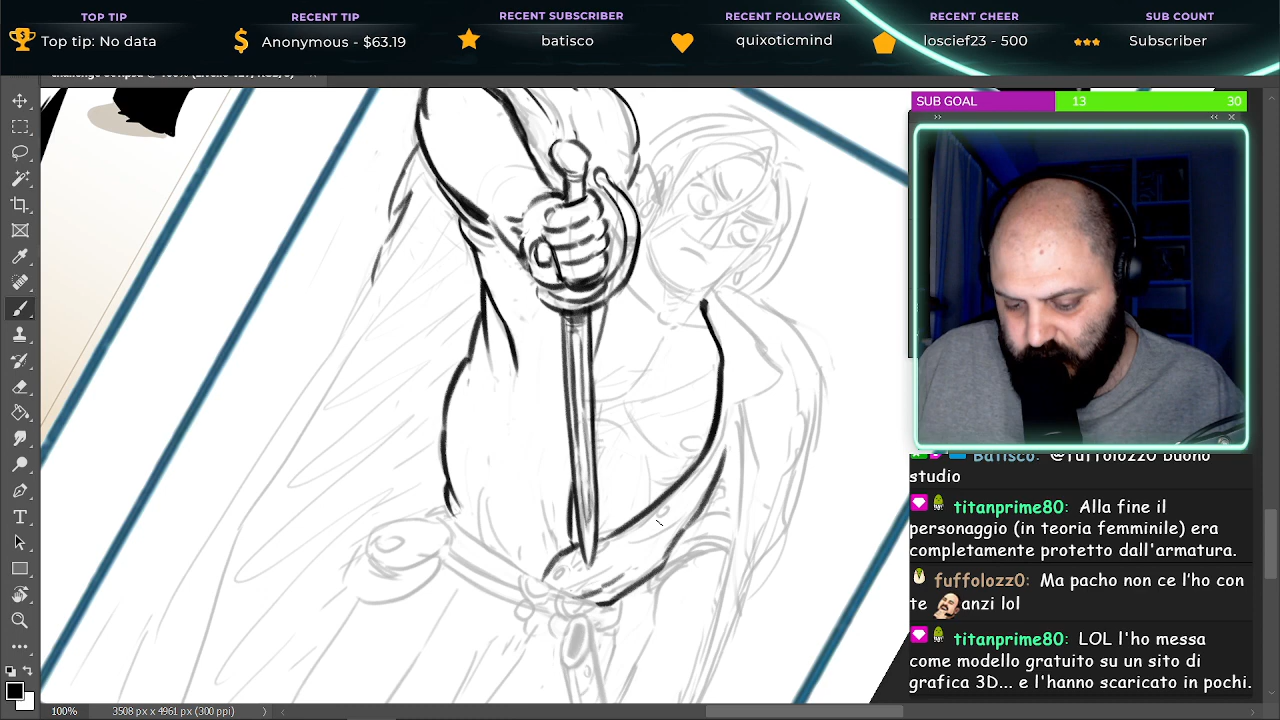 TOP TIP
Top tip: No data
RECENT TIP
Anonymous - $63.19
RECENT SUBSCRIBER
batisco
RECENT FOLLOWER
quixoticmind
RECENT CHEER
loscief23 - 500
SUB COUNT
Subscriber
SUB GOAL 13 30
Batisco: @fuffolozz0 buono
studio
titanprime80: Alla fine il
personaggio (in teoria femminile) era
completamente protetto dall'armatura.
fuffolozz0: Ma pacho non ce l'ho con
te anzi lol
titanprime80: LOL l'ho messa
come modello gratuito su un sito di
grafica 3D... e l'hanno scaricato in pochi.
100% 3508 px x 4961 px (300 ppi)